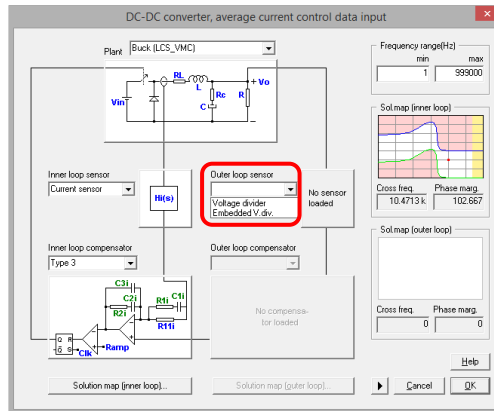 DC-DC converter, average current control data input
x
Plant
Buck (LCS_VMC)
Vin
RL
L
+ Vo
Rc
C
R
Frequency range(Hz)
min
max
1
999000
Sol.map (inner loop)
Cross freq.
Phase marg.
10.4713 k
102.667
Inner loop sensor
Current sensor
Hi(s)
Outer loop sensor
Voltage divider
Embedded V.div.
No sensor
loaded
Inner loop compensator
Type 3
C3i
C2i
R2i
R1i
C1i
R11i
R
Q
Q
S
Clk
Ramp
Outer loop compensator
No compensa-
tor loaded
Sol.map (outer loop)
Cross freq.
Phase marg.
0
0
Solution map (inner loop)...
Solution map (outer loop)...
Help
Cancel
OK